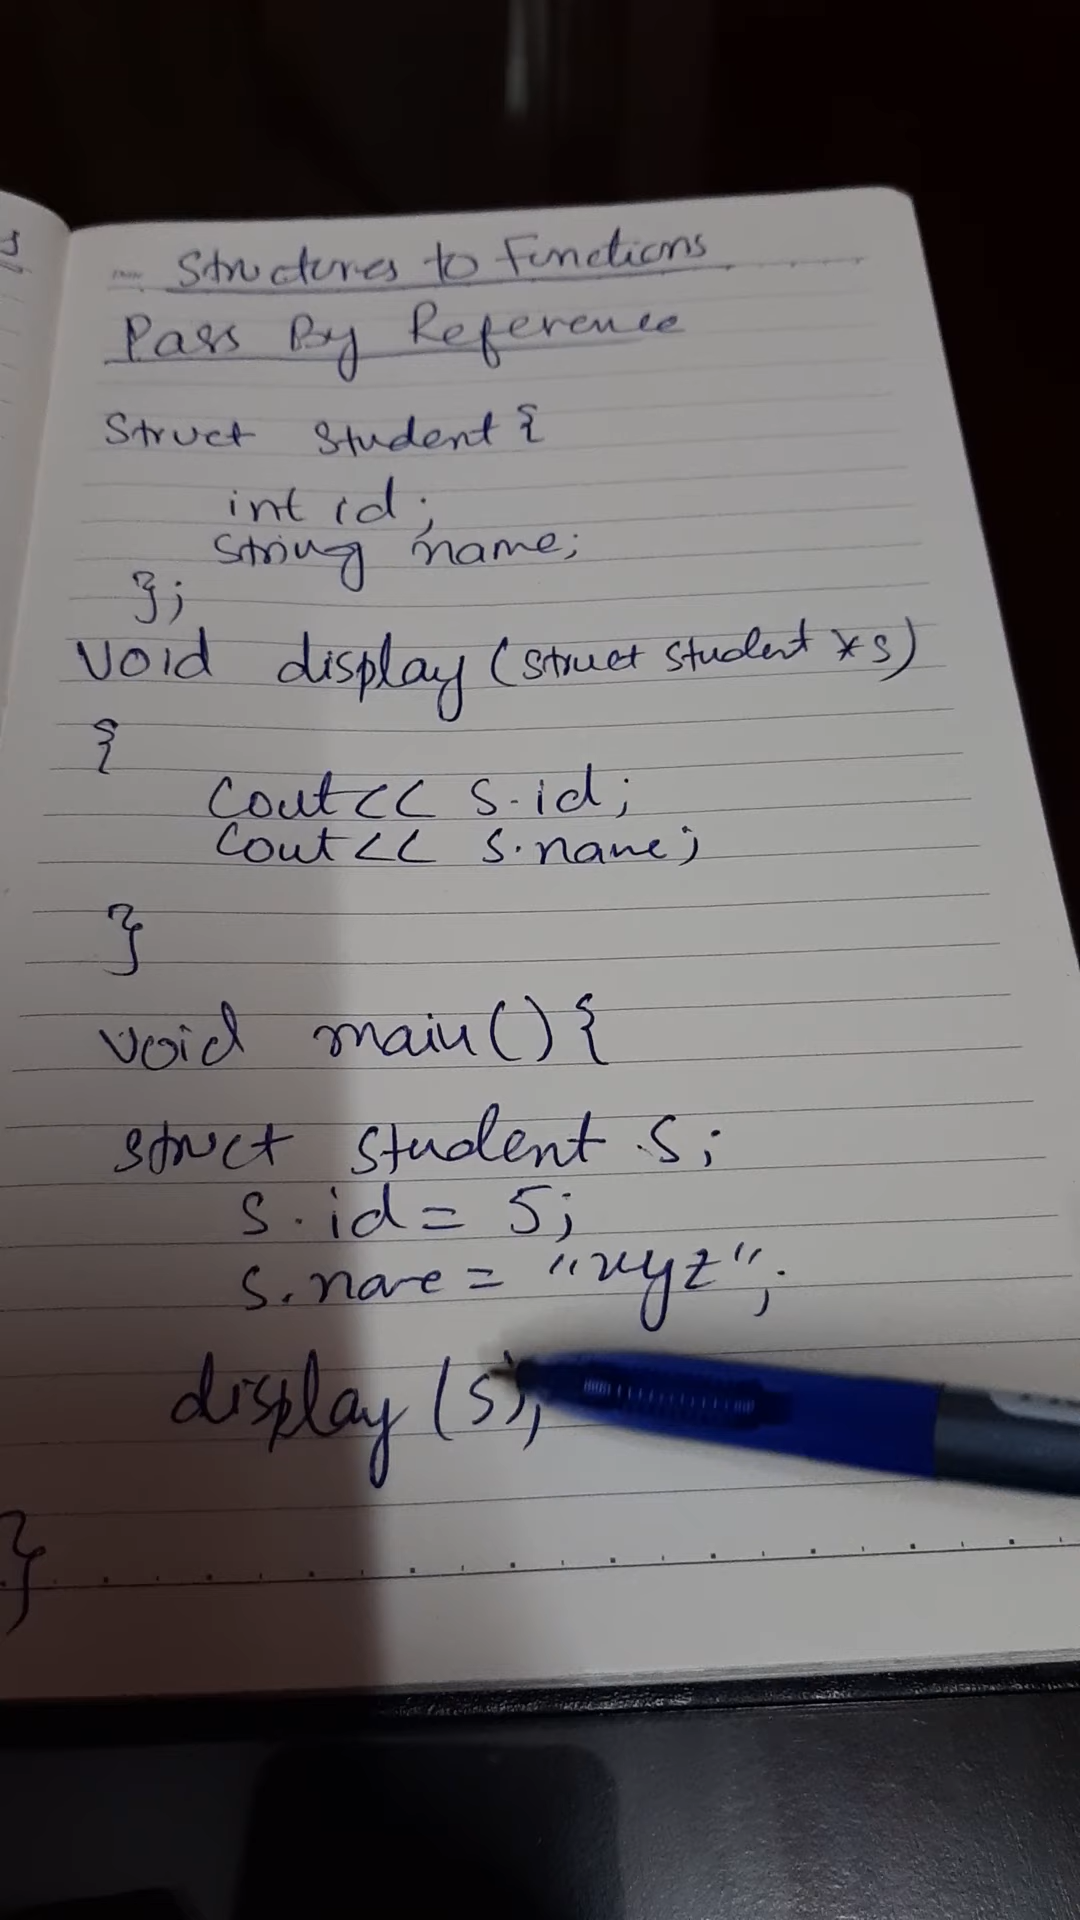 Structures to Functions
Pass By Reference
Struct Student {
int id;
String name;
};
Void display (struct student *s)
{
Cout<< s.id;
Cout<< s.name;
}
void main() {
struct student s;
s.id = 5;
s.name = "xyz";
display (s);
}